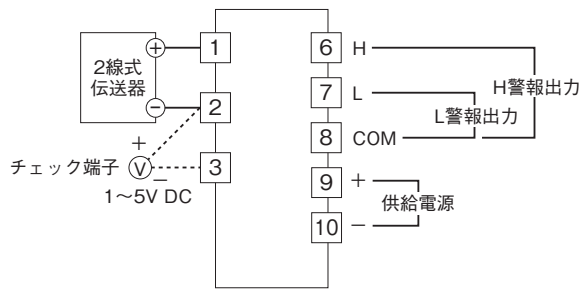 2線式
伝送器
+
−
1
2
3
+
チェック端子
V
−
1～5V DC
6 H
7 L
8 COM
9 +
10 −
H警報出力
L警報出力
供給電源